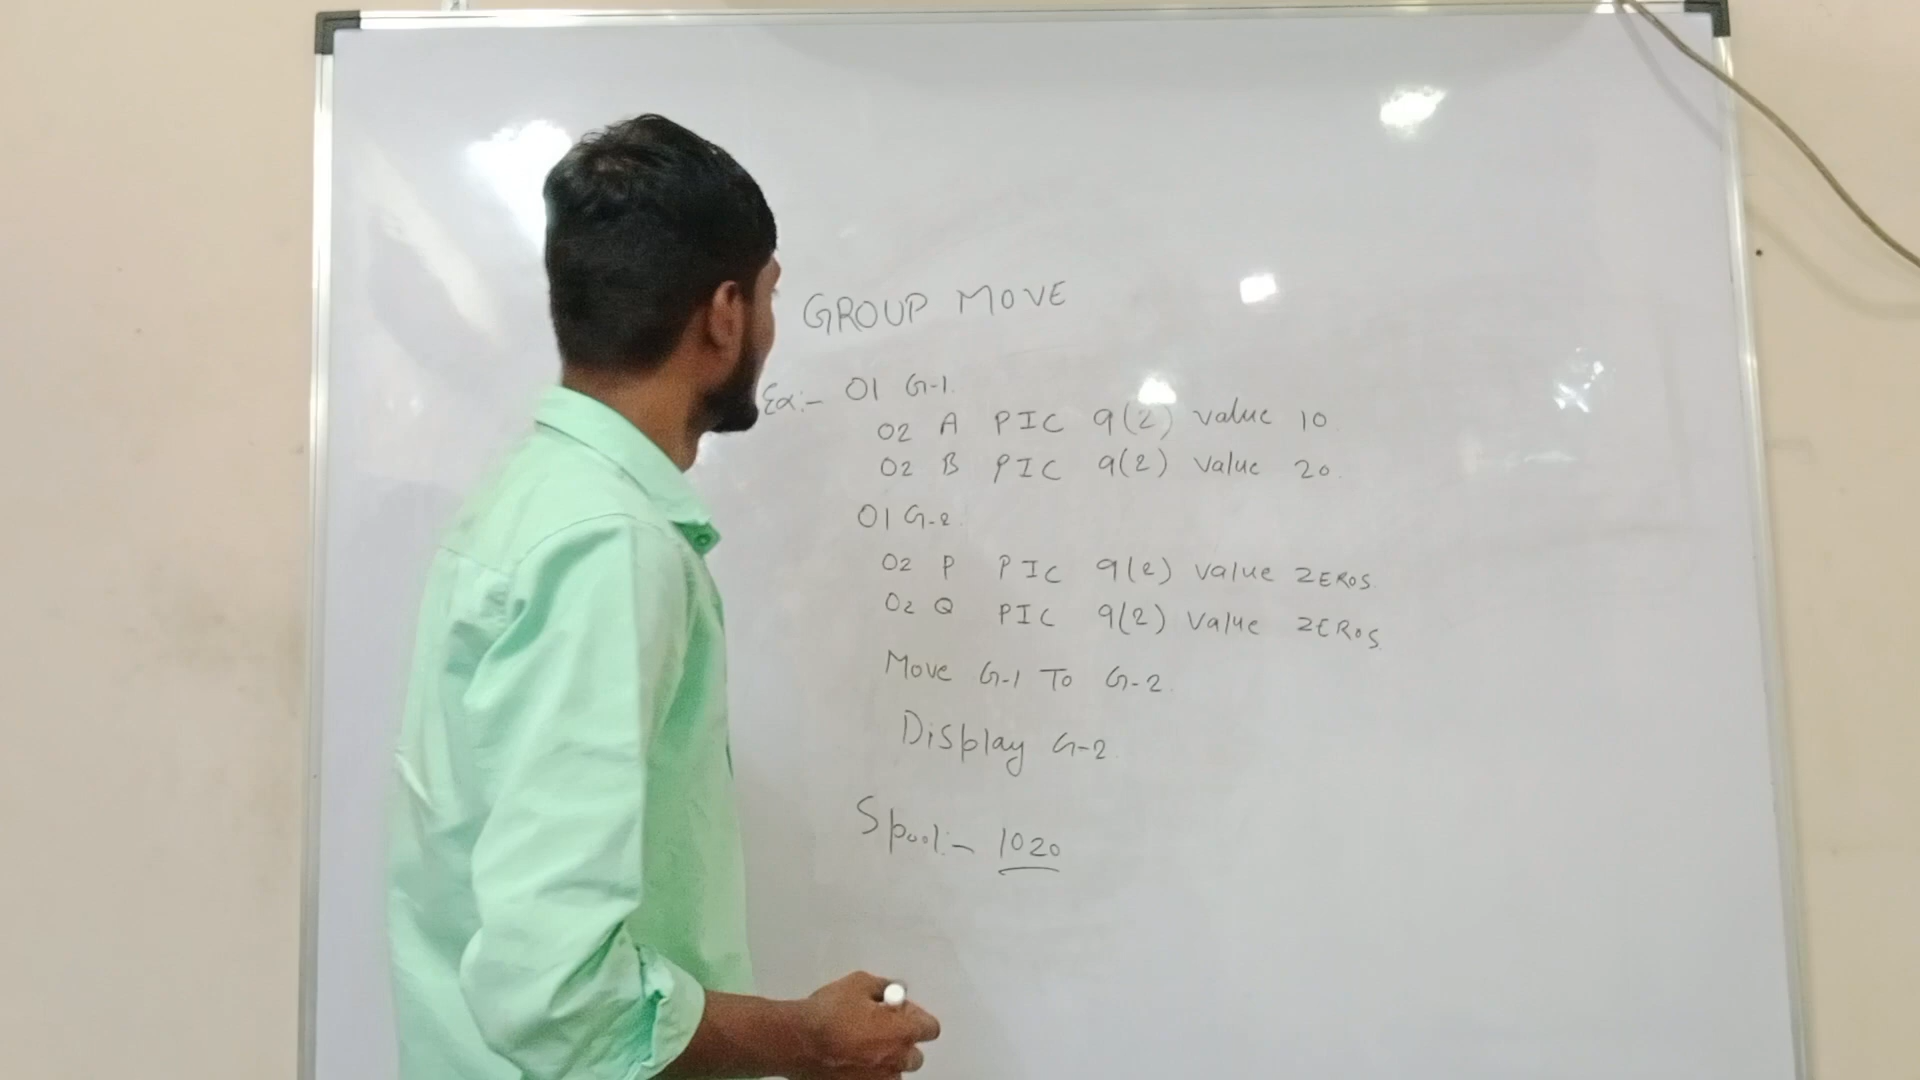 GROUP MOVE
Ex:- 01 G-1.
02 A PIC 9(2) value 10.
02 B PIC 9(2) value 20.
01 G-2.
02 P PIC 9(2) value ZEROS.
02 Q PIC 9(2) value ZEROS.
Move G-1 To G-2.
Display G-2.
Spool:- 1020